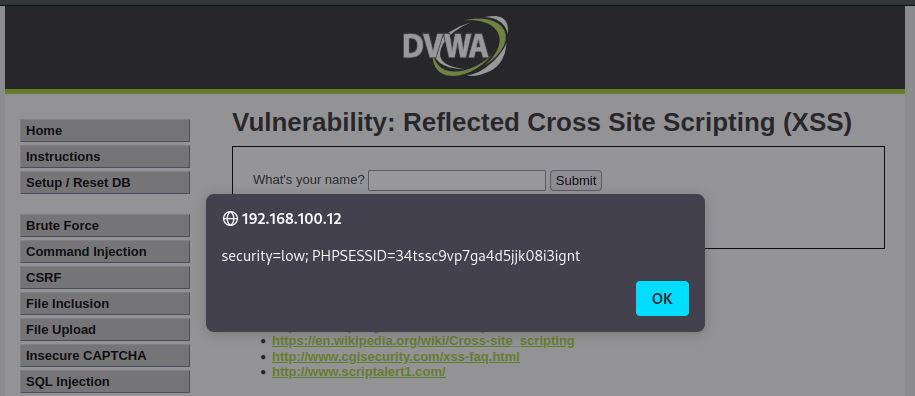 DVWA
Vulnerability: Reflected Cross Site Scripting (XSS)
Home
Instructions
Setup / Reset DB
Brute Force
Command Injection
CSRF
File Inclusion
File Upload
Insecure CAPTCHA
SQL Injection
What's your name?
Submit
192.168.100.12
security=low; PHPSESSID=34tssc9vp7ga4d5jjk08i3ignt
OK
https://en.wikipedia.org/wiki/Cross-site_scripting
http://www.cgisecurity.com/xss-faq.html
http://www.scriptalert1.com/